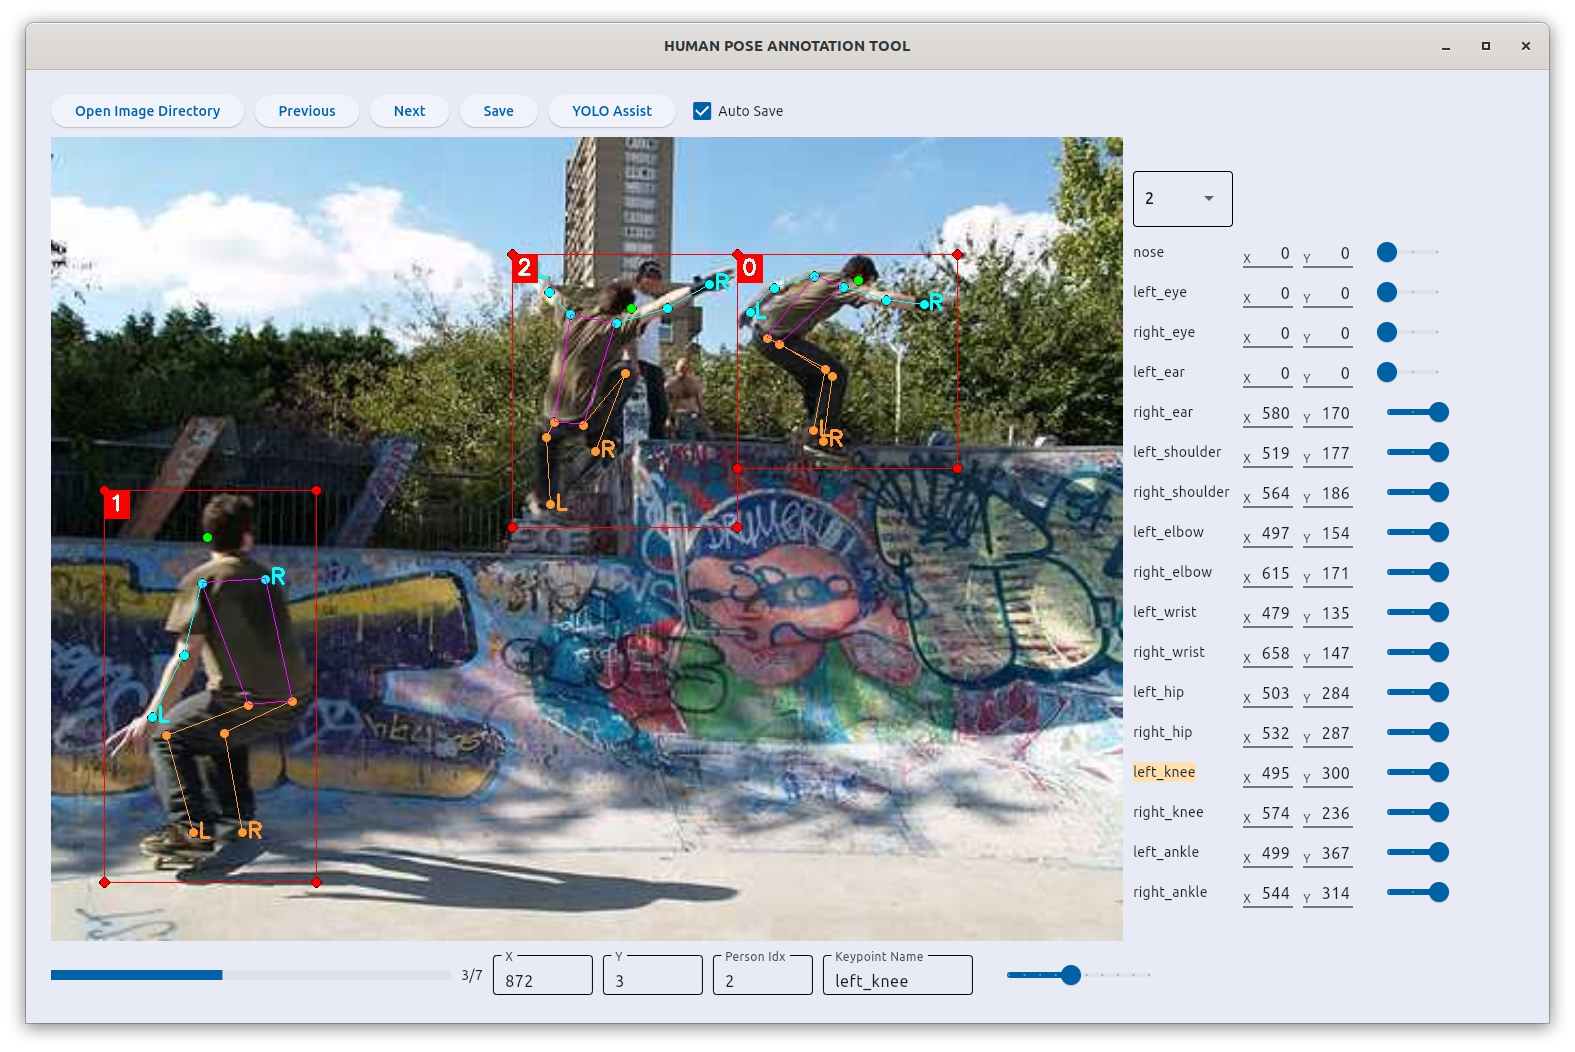 HUMAN POSE ANNOTATION TOOL
Open Image Directory Previous Next Save YOLO Assist Auto Save
2
nose X 0 Y 0
left_eye X 0 Y 0
right_eye X 0 Y 0
left_ear X 0 Y 0
right_ear X 580 Y 170
left_shoulder X 519 Y 177
right_shoulder X 564 Y 186
left_elbow X 497 Y 154
right_elbow X 615 Y 171
left_wrist X 479 Y 135
right_wrist X 658 Y 147
left_hip X 503 Y 284
right_hip X 532 Y 287
left_knee X 495 Y 300
right_knee X 574 Y 236
left_ankle X 499 Y 367
right_ankle X 544 Y 314
2
R
0
L
R
R
L
R
L
1
R
L
L
R
3/7
X
872
Y
3
Person Idx
2
Keypoint Name
left_knee